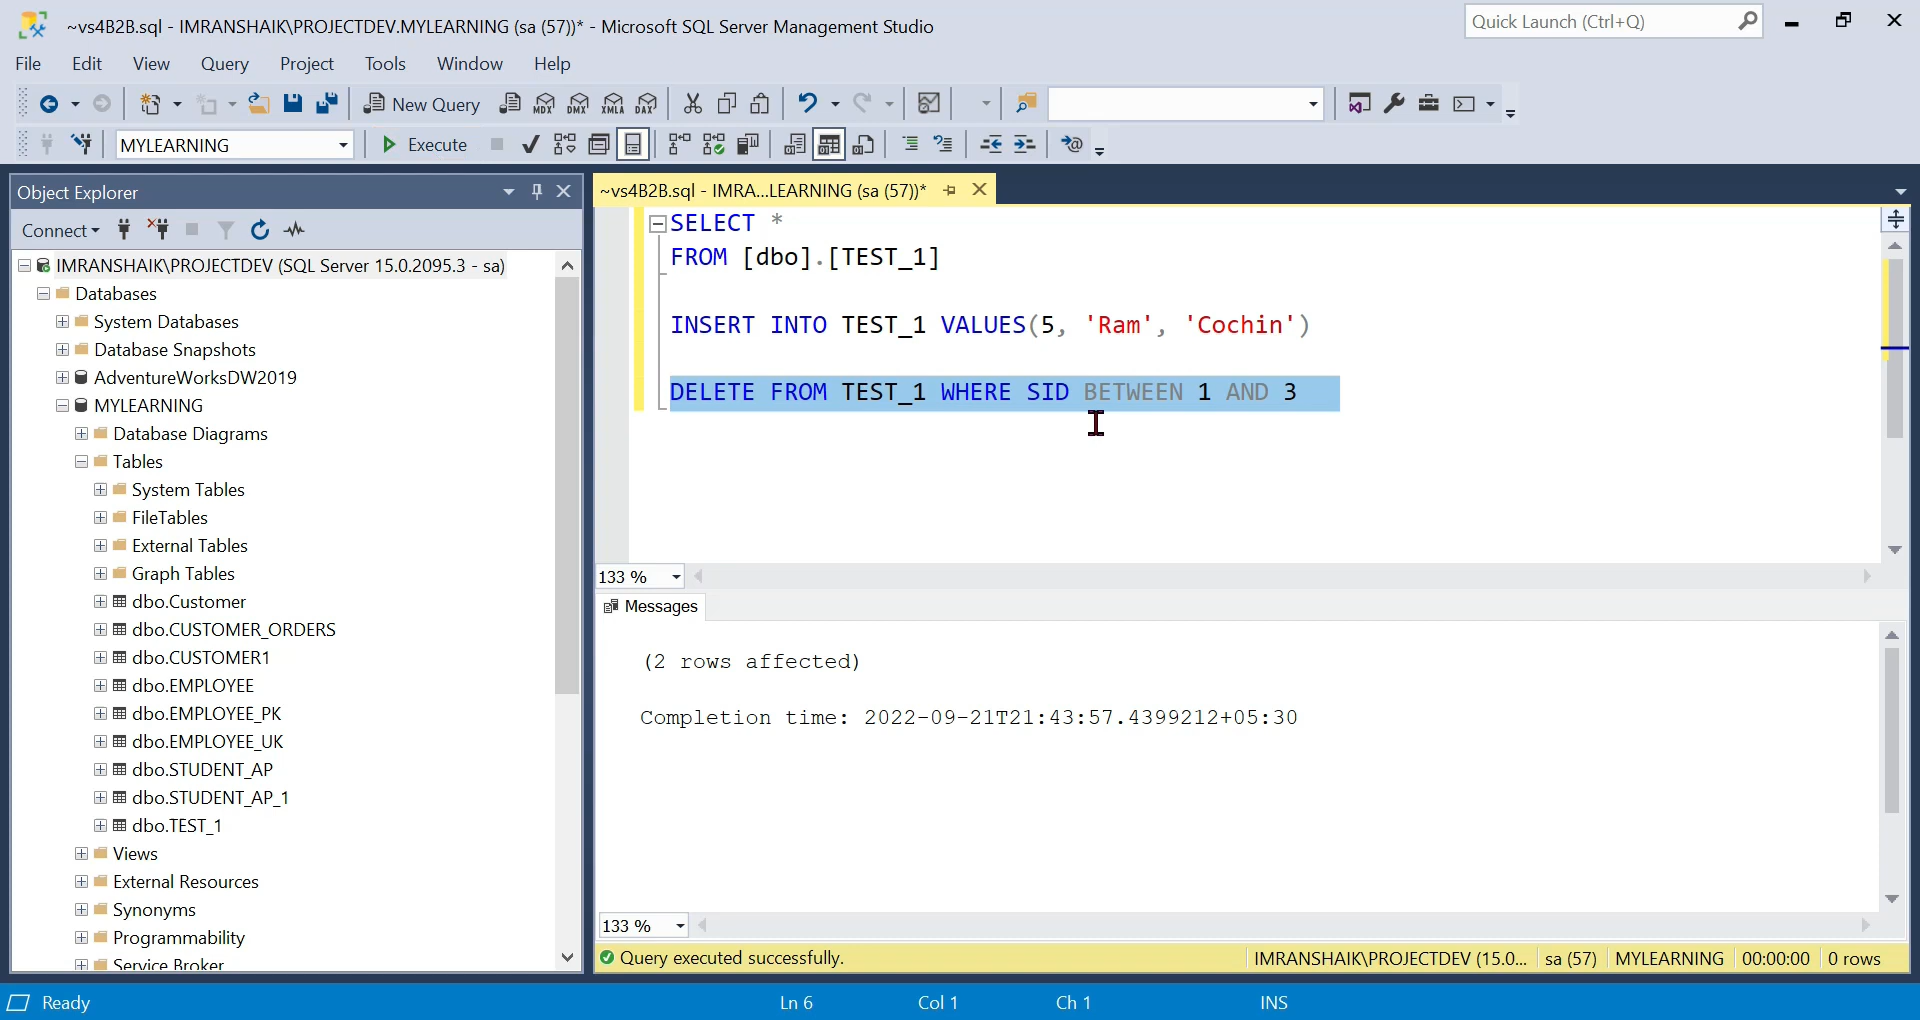 ~vs4B2B.sql - IMRANSHAIK\PROJECTDEV.MYLEARNING (sa (57))* - Microsoft SQL Server Management Studio
Quick Launch (Ctrl+Q)
File Edit View Query Project Tools Window Help
New Query MDX DMX XMLA DAX
MYLEARNING Execute
Object Explorer
~vs4B2B.sql - IMRA...LEARNING (sa (57))*
Connect
SELECT *
FROM [dbo].[TEST_1]
INSERT INTO TEST_1 VALUES(5, 'Ram', 'Cochin')
DELETE FROM TEST_1 WHERE SID BETWEEN 1 AND 3
IMRANSHAIK\PROJECTDEV (SQL Server 15.0.2095.3 - sa)
Databases
System Databases
Database Snapshots
AdventureWorksDW2019
MYLEARNING
Database Diagrams
Tables
System Tables
FileTables
External Tables
Graph Tables
dbo.Customer
dbo.CUSTOMER_ORDERS
dbo.CUSTOMER1
dbo.EMPLOYEE
dbo.EMPLOYEE_PK
dbo.EMPLOYEE_UK
dbo.STUDENT_AP
dbo.STUDENT_AP_1
dbo.TEST_1
Views
External Resources
Synonyms
Programmability
Service Broker
133 %
Messages
(2 rows affected)
Completion time: 2022-09-21T21:43:57.4399212+05:30
133 %
Query executed successfully.
IMRANSHAIK\PROJECTDEV (15.0... sa (57) MYLEARNING 00:00:00 0 rows
Ready Ln 6 Col 1 Ch 1 INS